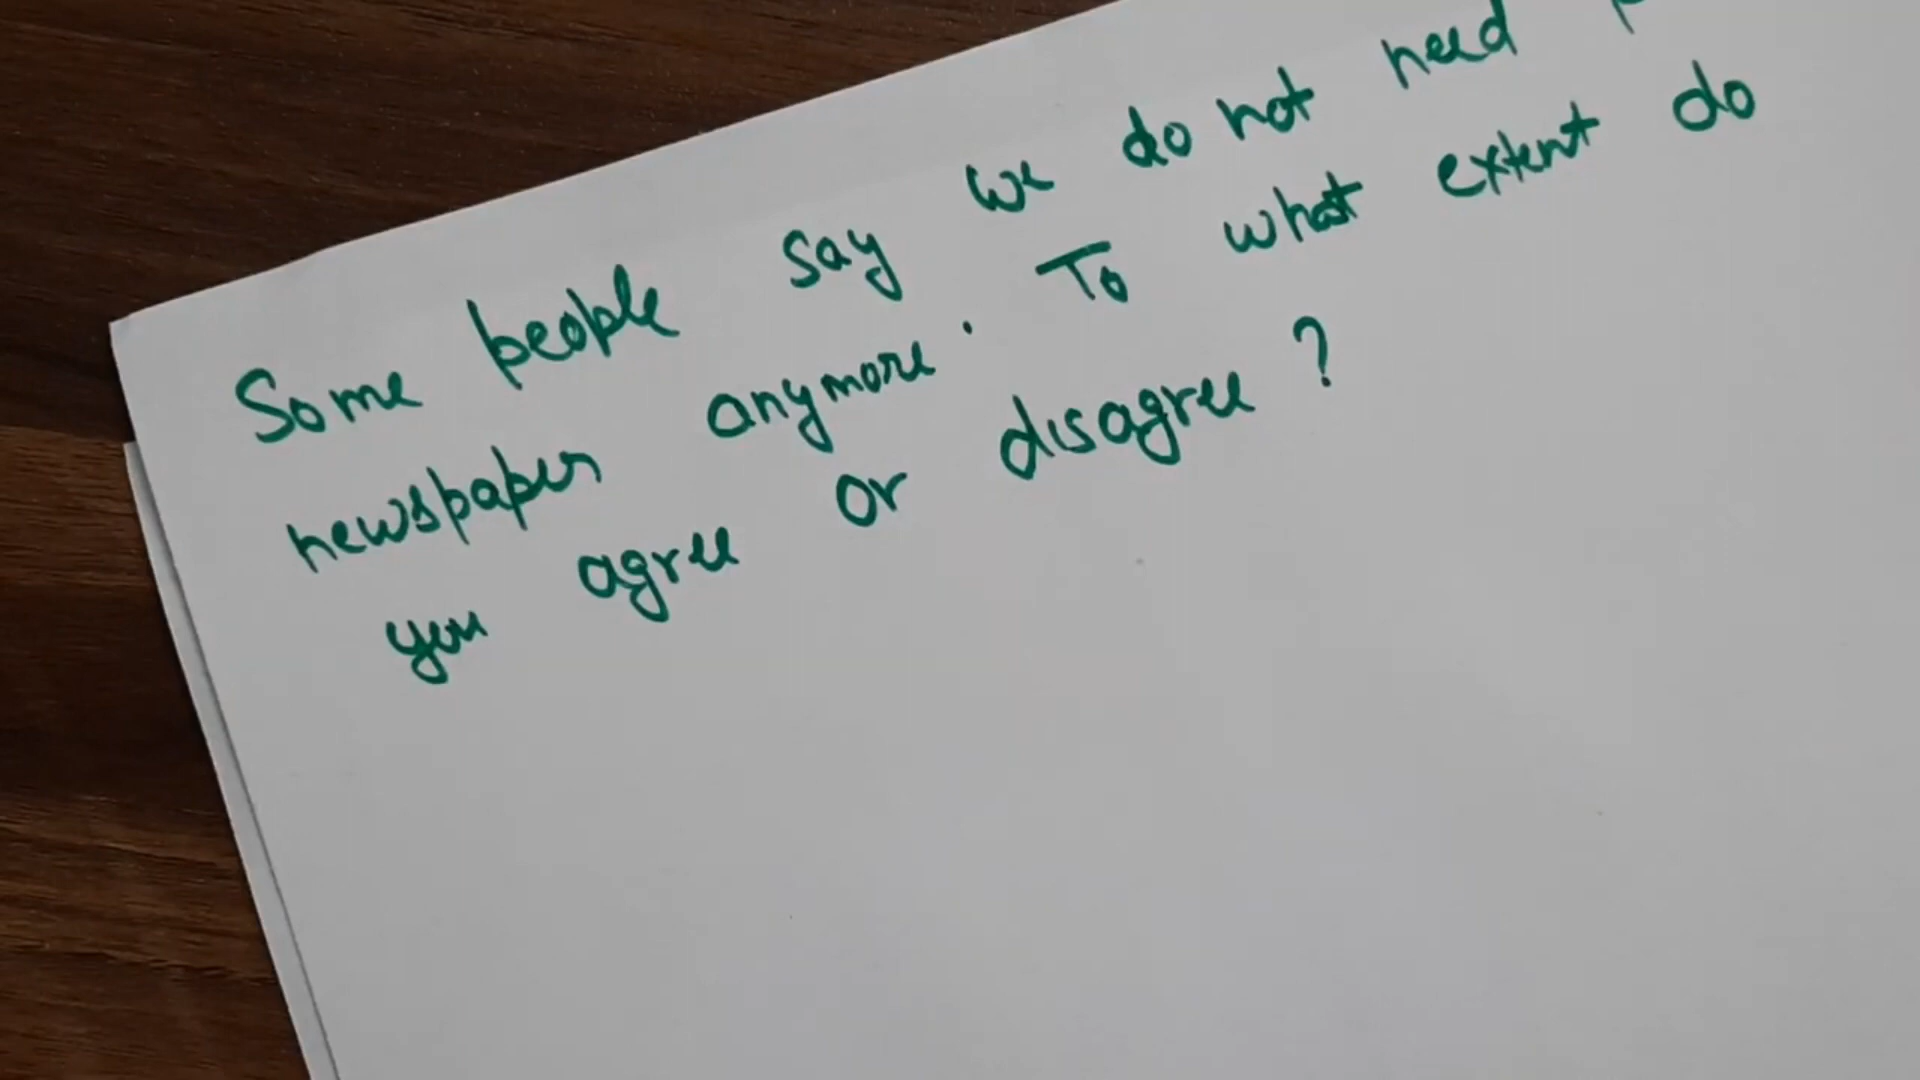 Some people say we do not need
newspaper anymore. To what extent do
you agree or disagree?